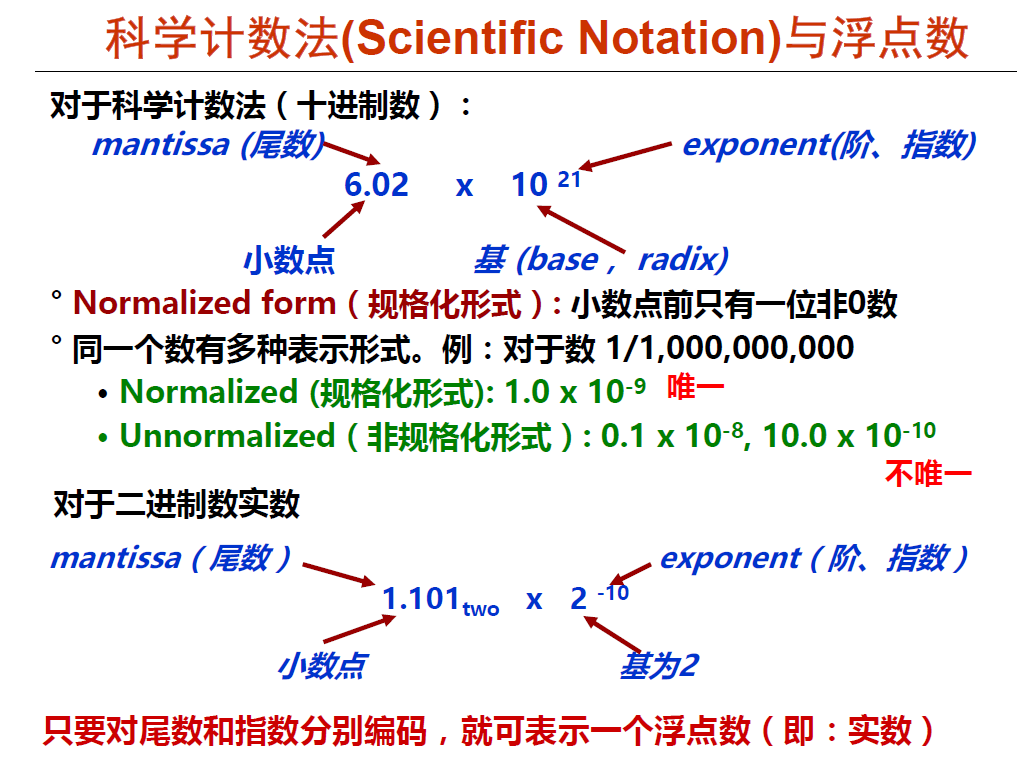 科学计数法(Scientific Notation)与浮点数
对于科学计数法（十进制数）:
mantissa (尾数)
exponent(阶、指数)
6.02 x 10 21
小数点
基 (base , radix)
° Normalized form（规格化形式）: 小数点前只有一位非0数
° 同一个数有多种表示形式。例：对于数 1/1,000,000,000
• Normalized (规格化形式): 1.0 x 10-9 唯一
• Unnormalized（非规格化形式）: 0.1 x 10-8, 10.0 x 10-10
不唯一
对于二进制数实数
mantissa（尾数）
exponent（阶、指数）
1.101two x 2 -10
小数点
基为2
只要对尾数和指数分别编码，就可表示一个浮点数（即：实数）